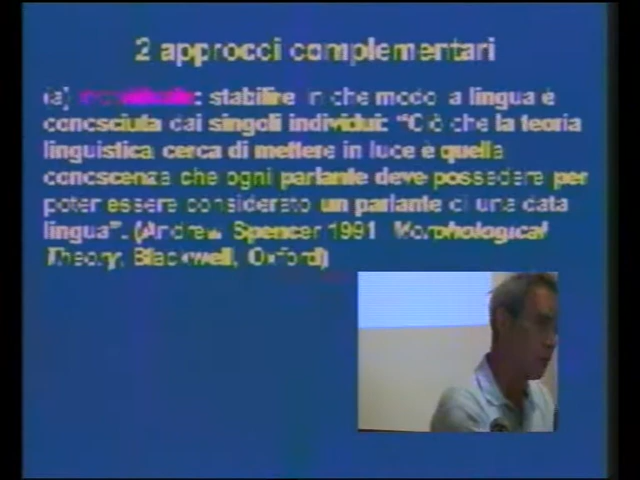 2 approcci complementari
(a) individuale: stabilire in che modo la lingua è
conosciuta dai singoli individui: "Ciò che la teoria
linguistica cerca di mettere in luce è quella
conoscenza che ogni parlante deve possedere per
poter essere considerato un parlante di una data
lingua". (Andrew Spencer 1991 Morphological
Theory, Blackwell, Oxford)